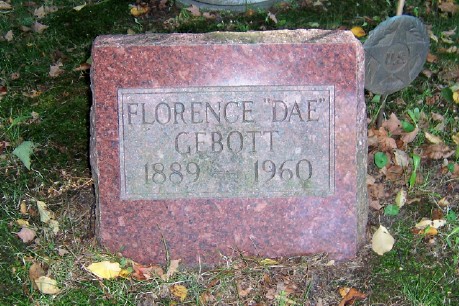 FLORENCE "DAE"
GEBOTT
1889 — 1960